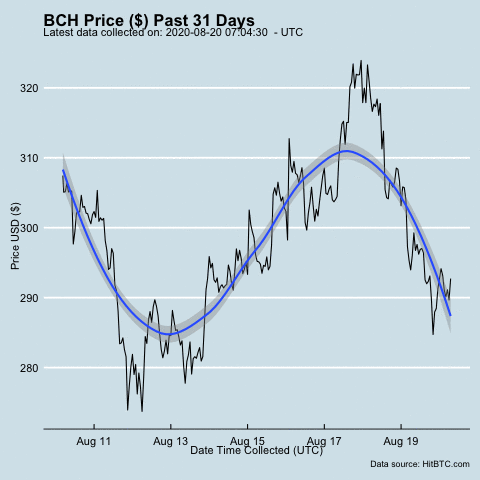 BCH Price ($) Past 31 Days
Latest data collected on: 2020-08-20 07:04:30 - UTC
Price USD ($)
320
310
300
290
280
Aug 11 Aug 13 Aug 15 Aug 17 Aug 19
Date Time Collected (UTC)
Data source: HitBTC.com